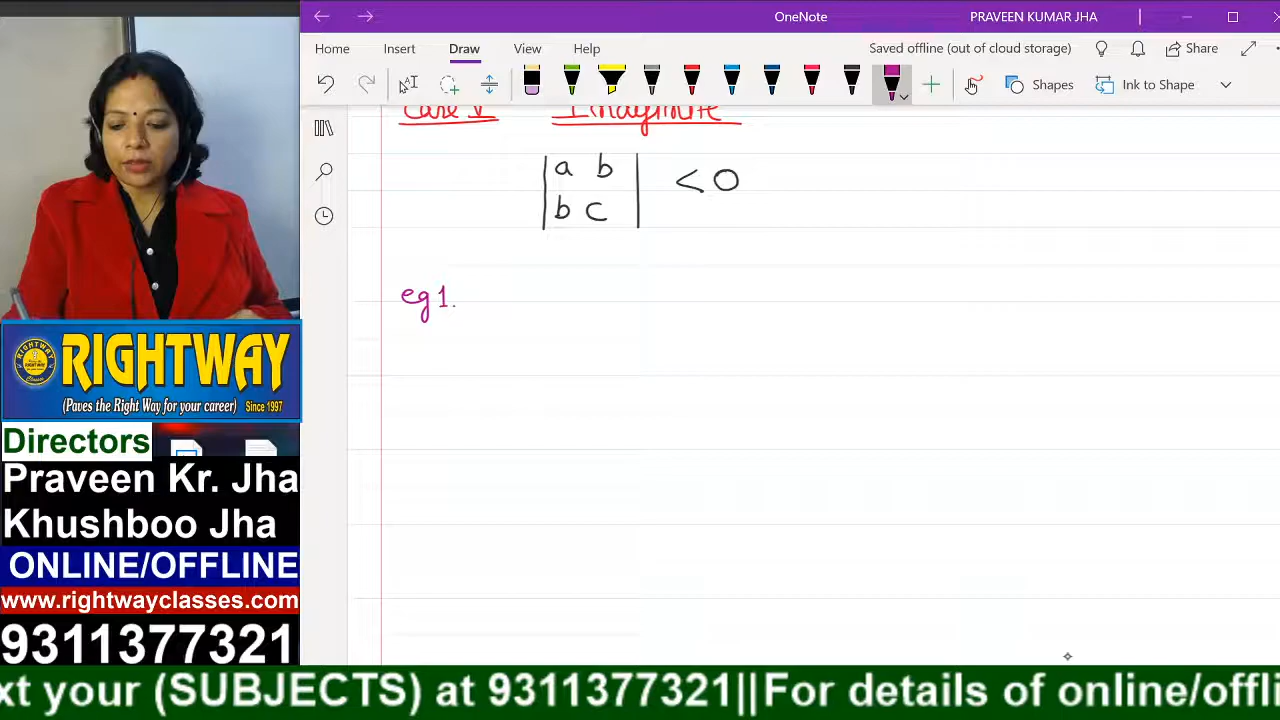 OneNote
PRAVEEN KUMAR JHA
Home Insert Draw View Help
Saved offline (out of cloud storage)
Share
Shapes
Ink to Shape
Case V
a b
b c
< 0
eg 1.
RIGHTWAY
(Paves the Right Way for your career) Since 1997
Directors
Praveen Kr. Jha
Khushboo Jha
ONLINE/OFFLINE
www.rightwayclasses.com
9311377321
xt your (SUBJECTS) at 9311377321||For details of online/offli